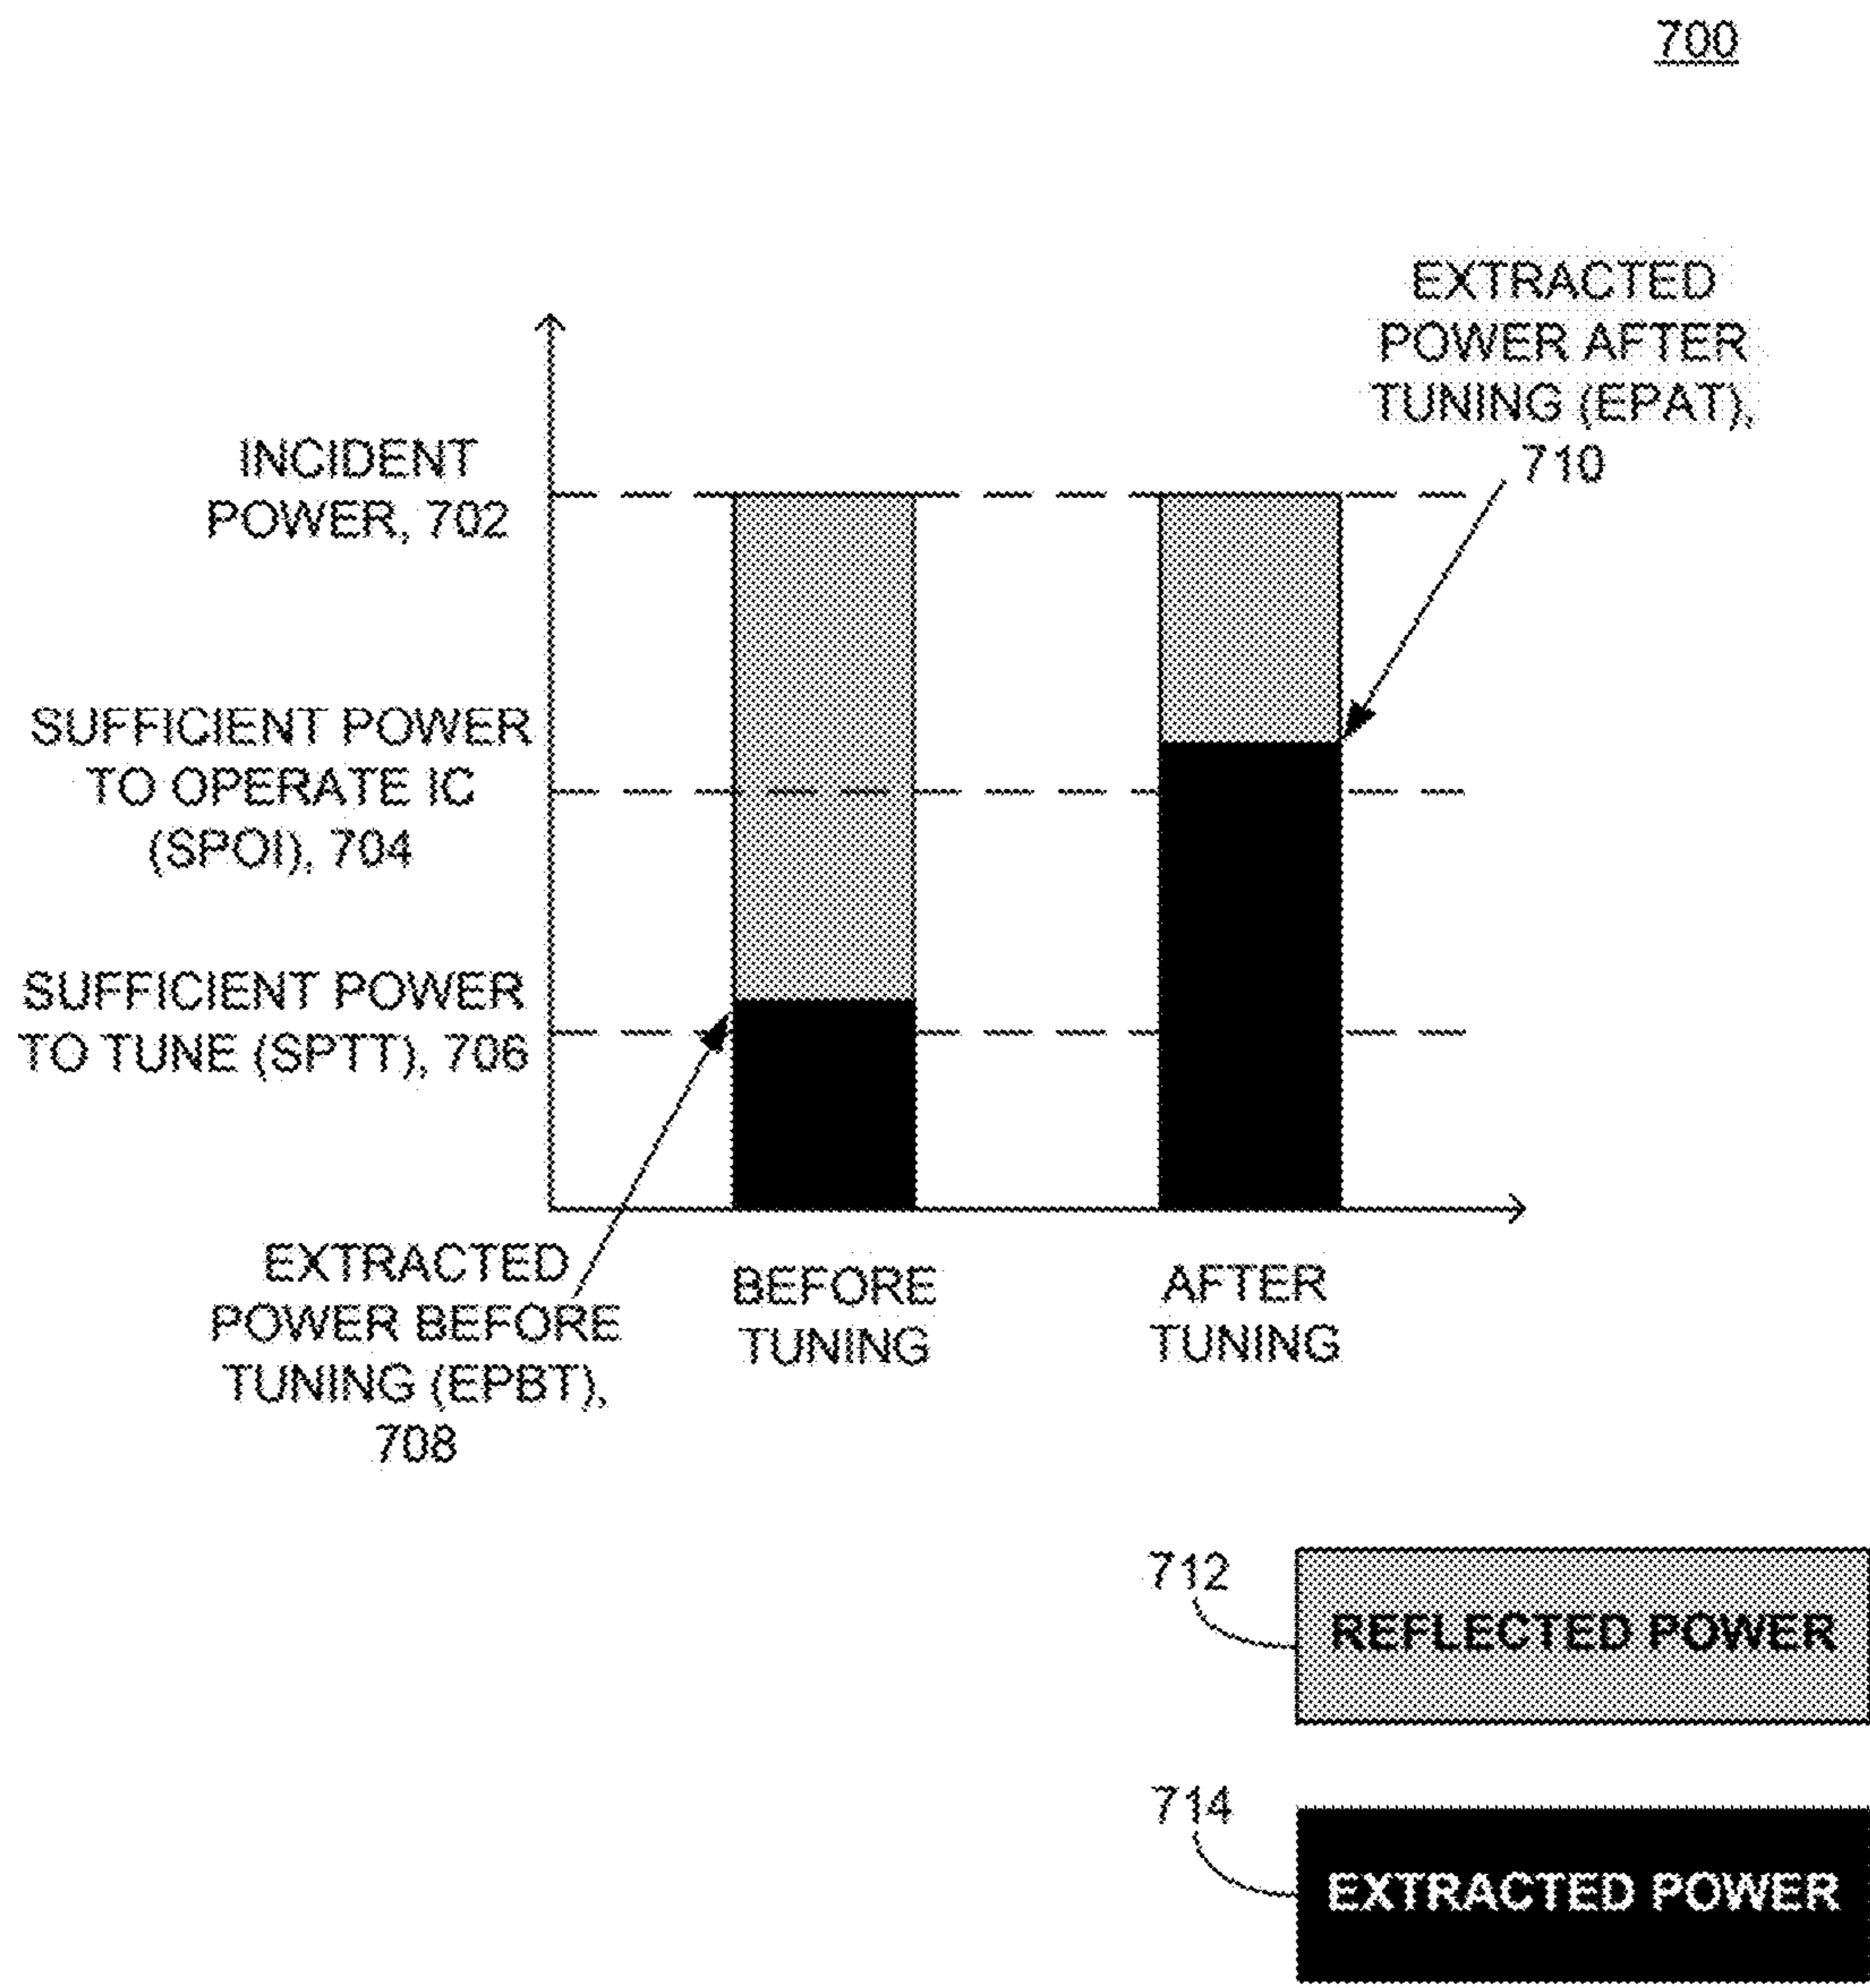 700
EXTRACTED
POWER AFTER
TUNING (EPAT),
710
INCIDENT
POWER, 702
SUFFICIENT POWER
TO OPERATE IC
(SPOI), 704
SUFFICIENT POWER
TO TUNE (SPTT), 706
EXTRACTED
POWER BEFORE
TUNING (EPBT),
708
BEFORE
TUNING
AFTER
TUNING
712
REFLECTED POWER
714
EXTRACTED POWER